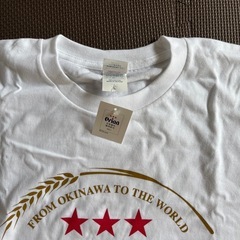 Orion
FROM OKINAWA TO THE WORLD